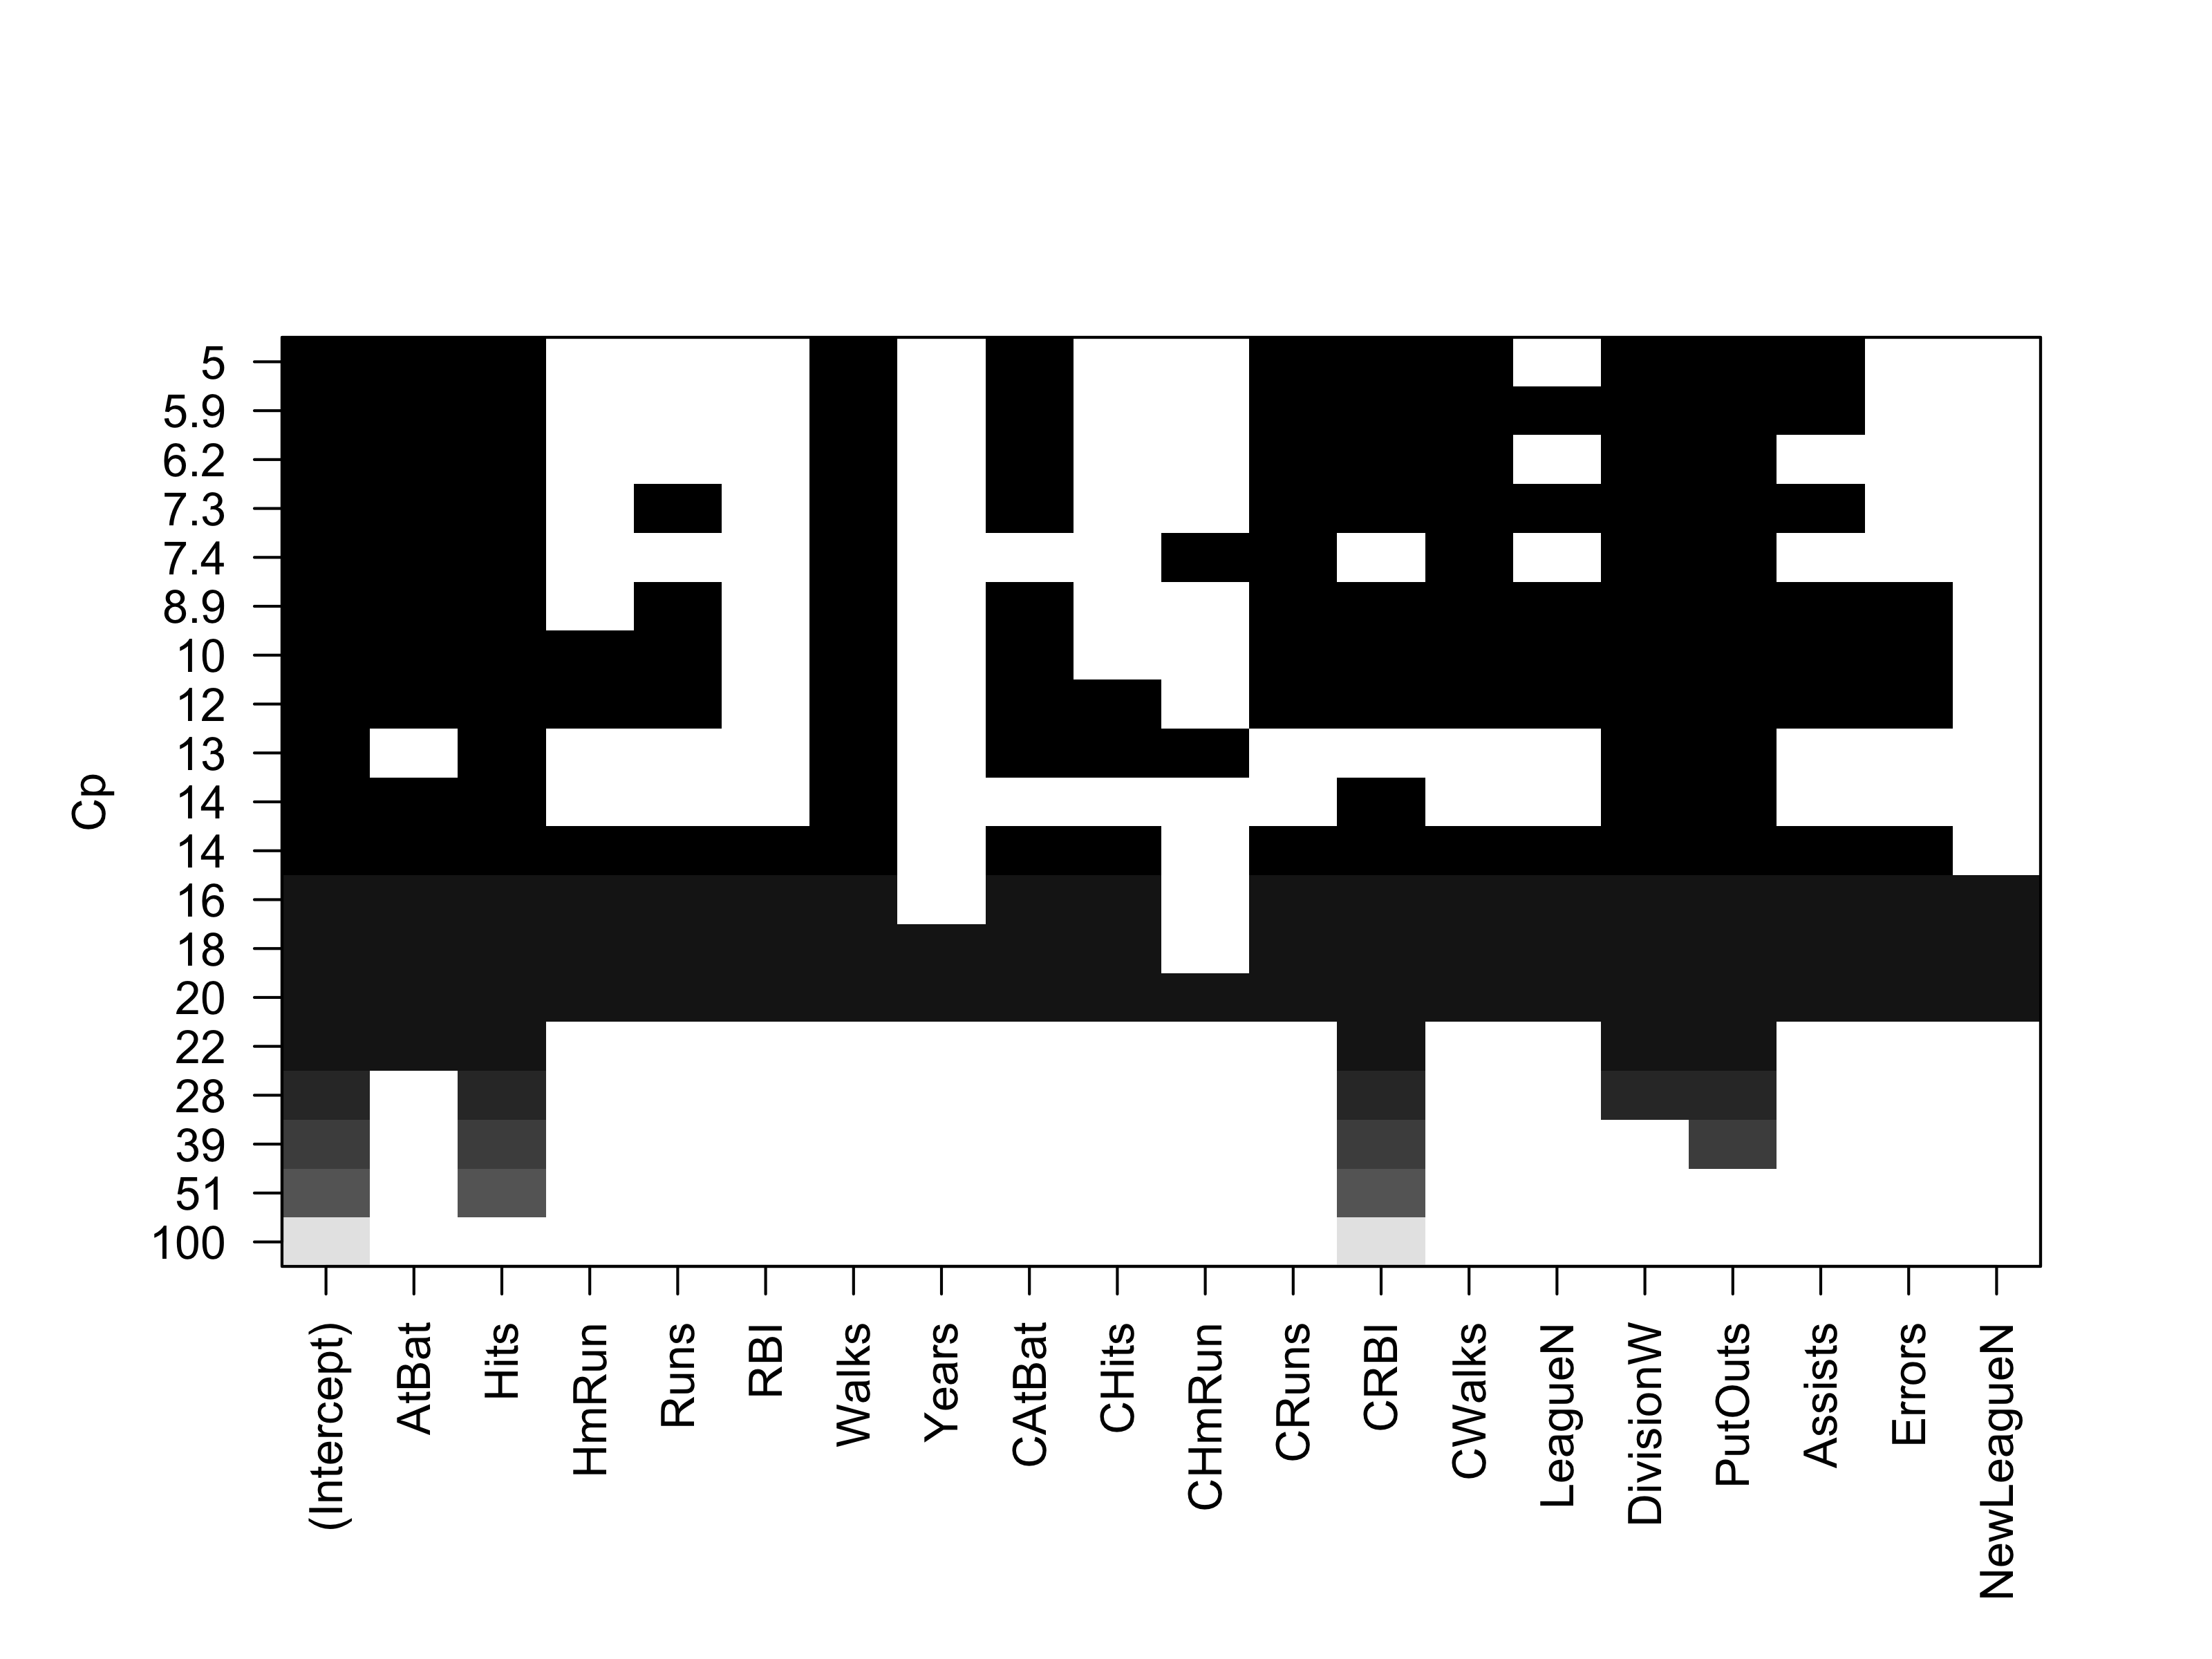 5
5.9
6.2
7.3
7.4
8.9
10
12
13
14
14
16
18
20
22
28
39
51
100
Cp
(Intercept)
AtBat
Hits
HmRun
Runs
RBI
Walks
Years
CAtBat
CHits
CHmRun
CRuns
CRBI
CWalks
LeagueN
DivisionW
PutOuts
Assists
Errors
NewLeagueN